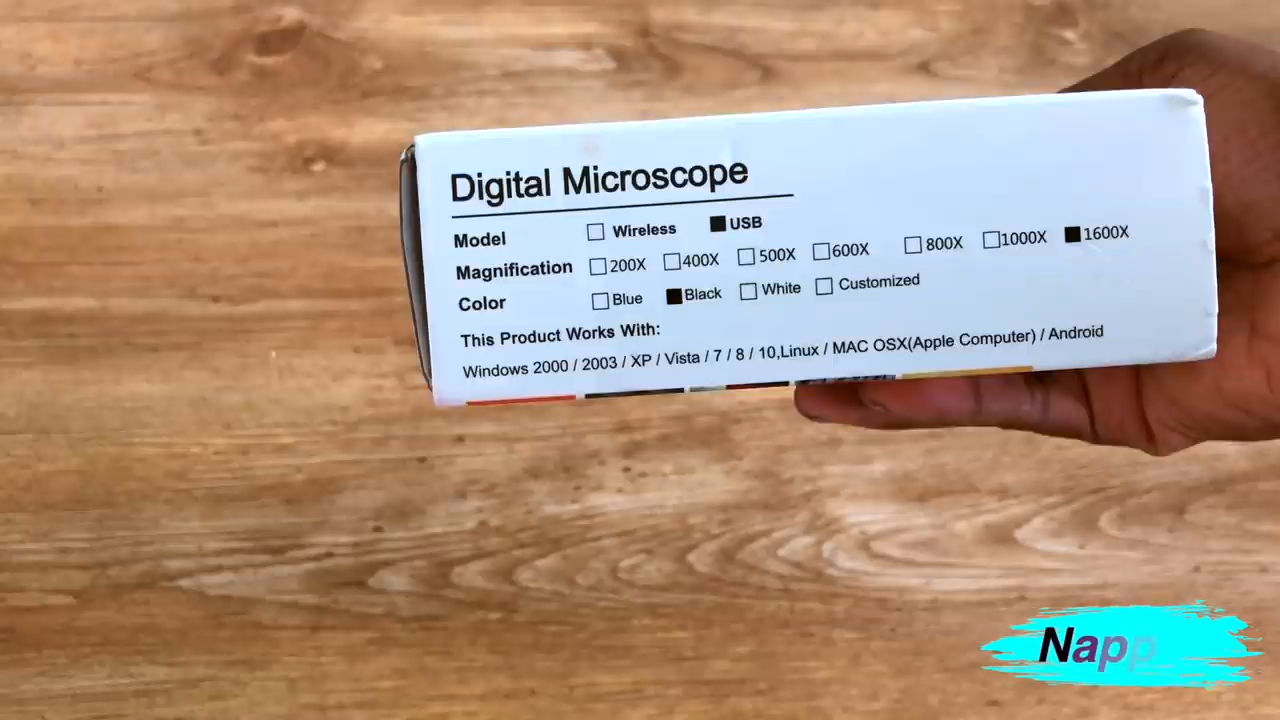 Digital Microscope
Model ☐ Wireless ■ USB
Magnification ☐ 200X ☐ 400X ☐ 500X ☐ 600X ☐ 800X ☐ 1000X ■ 1600X
Color ☐ Blue ■ Black ☐ White ☐ Customized
This Product Works With:
Windows 2000 / 2003 / XP / Vista / 7 / 8 / 10,Linux / MAC OSX(Apple Computer) / Android
Napp